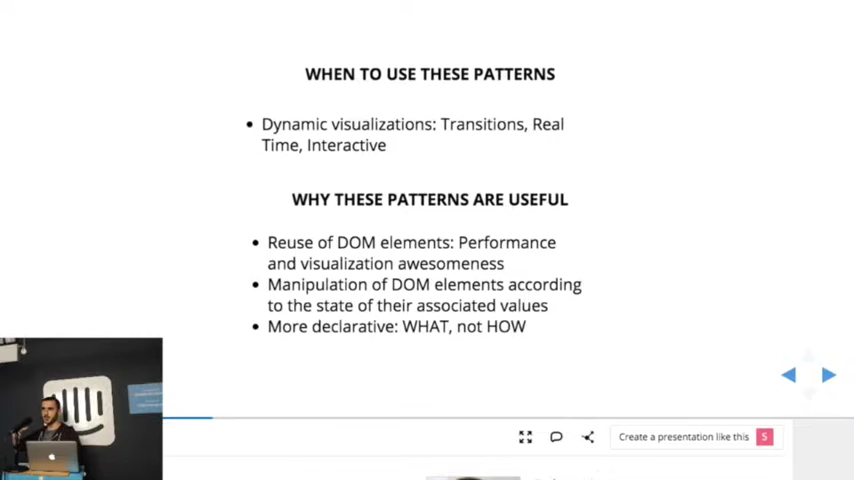 WHEN TO USE THESE PATTERNS
• Dynamic visualizations: Transitions, Real
Time, Interactive
WHY THESE PATTERNS ARE USEFUL
• Reuse of DOM elements: Performance
and visualization awesomeness
• Manipulation of DOM elements according
to the state of their associated values
• More declarative: WHAT, not HOW
Create a presentation like this S